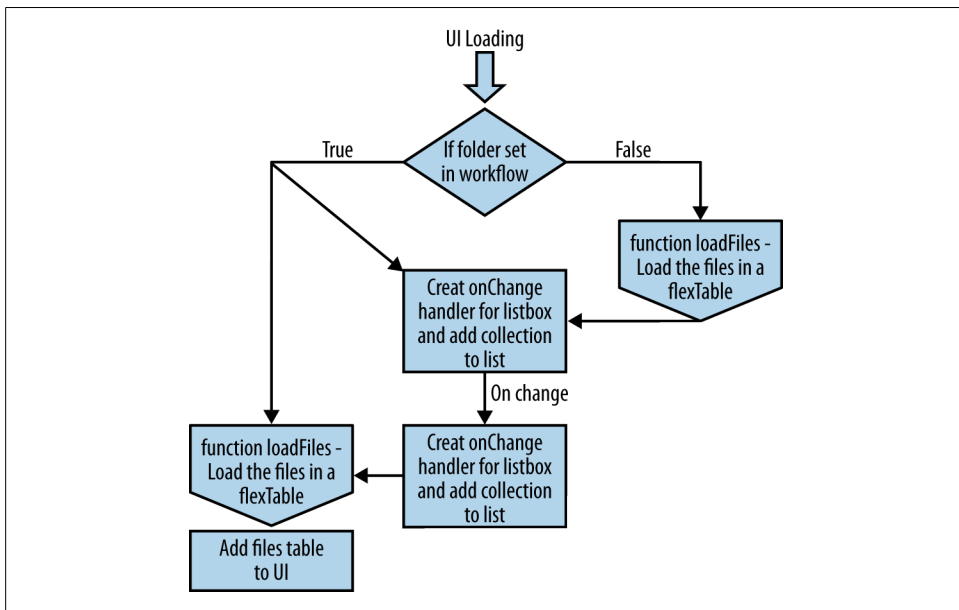 UI Loading
If folder set
in workflow
True
False
function loadFiles -
Load the files in a
flexTable
Creat onChange
handler for listbox
and add collection
to list
On change
Creat onChange
handler for listbox
and add collection
to list
function loadFiles -
Load the files in a
flexTable
Add files table
to UI